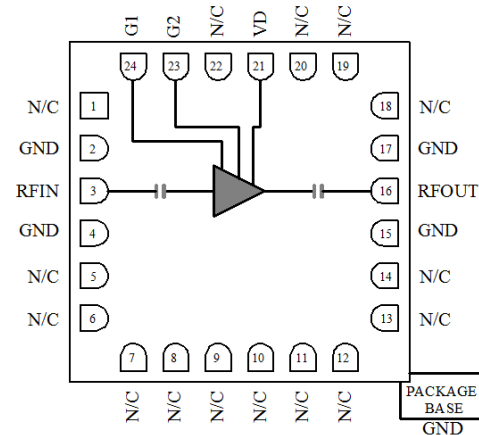 G1 G2 N/C VD N/C N/C
24 23 22 21 20 19
N/C 1 18 N/C
GND 2 17 GND
RFIN 3 16 RFOUT
GND 4 15 GND
N/C 5 14 N/C
N/C 6 13 N/C
7 8 9 10 11 12
N/C N/C N/C N/C N/C N/C
PACKAGE
BASE
GND